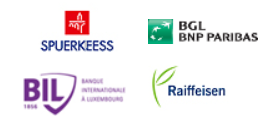 SPUERKEESS
BGL
BNP PARIBAS
BIL
1856
BANQUE
INTERNATIONALE
À LUXEMBOURG
Raiffeisen